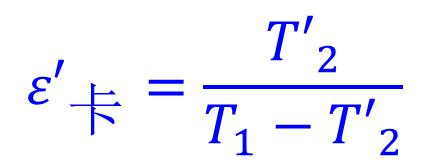 ε′卡 = T′₂ / (T₁ − T′₂)